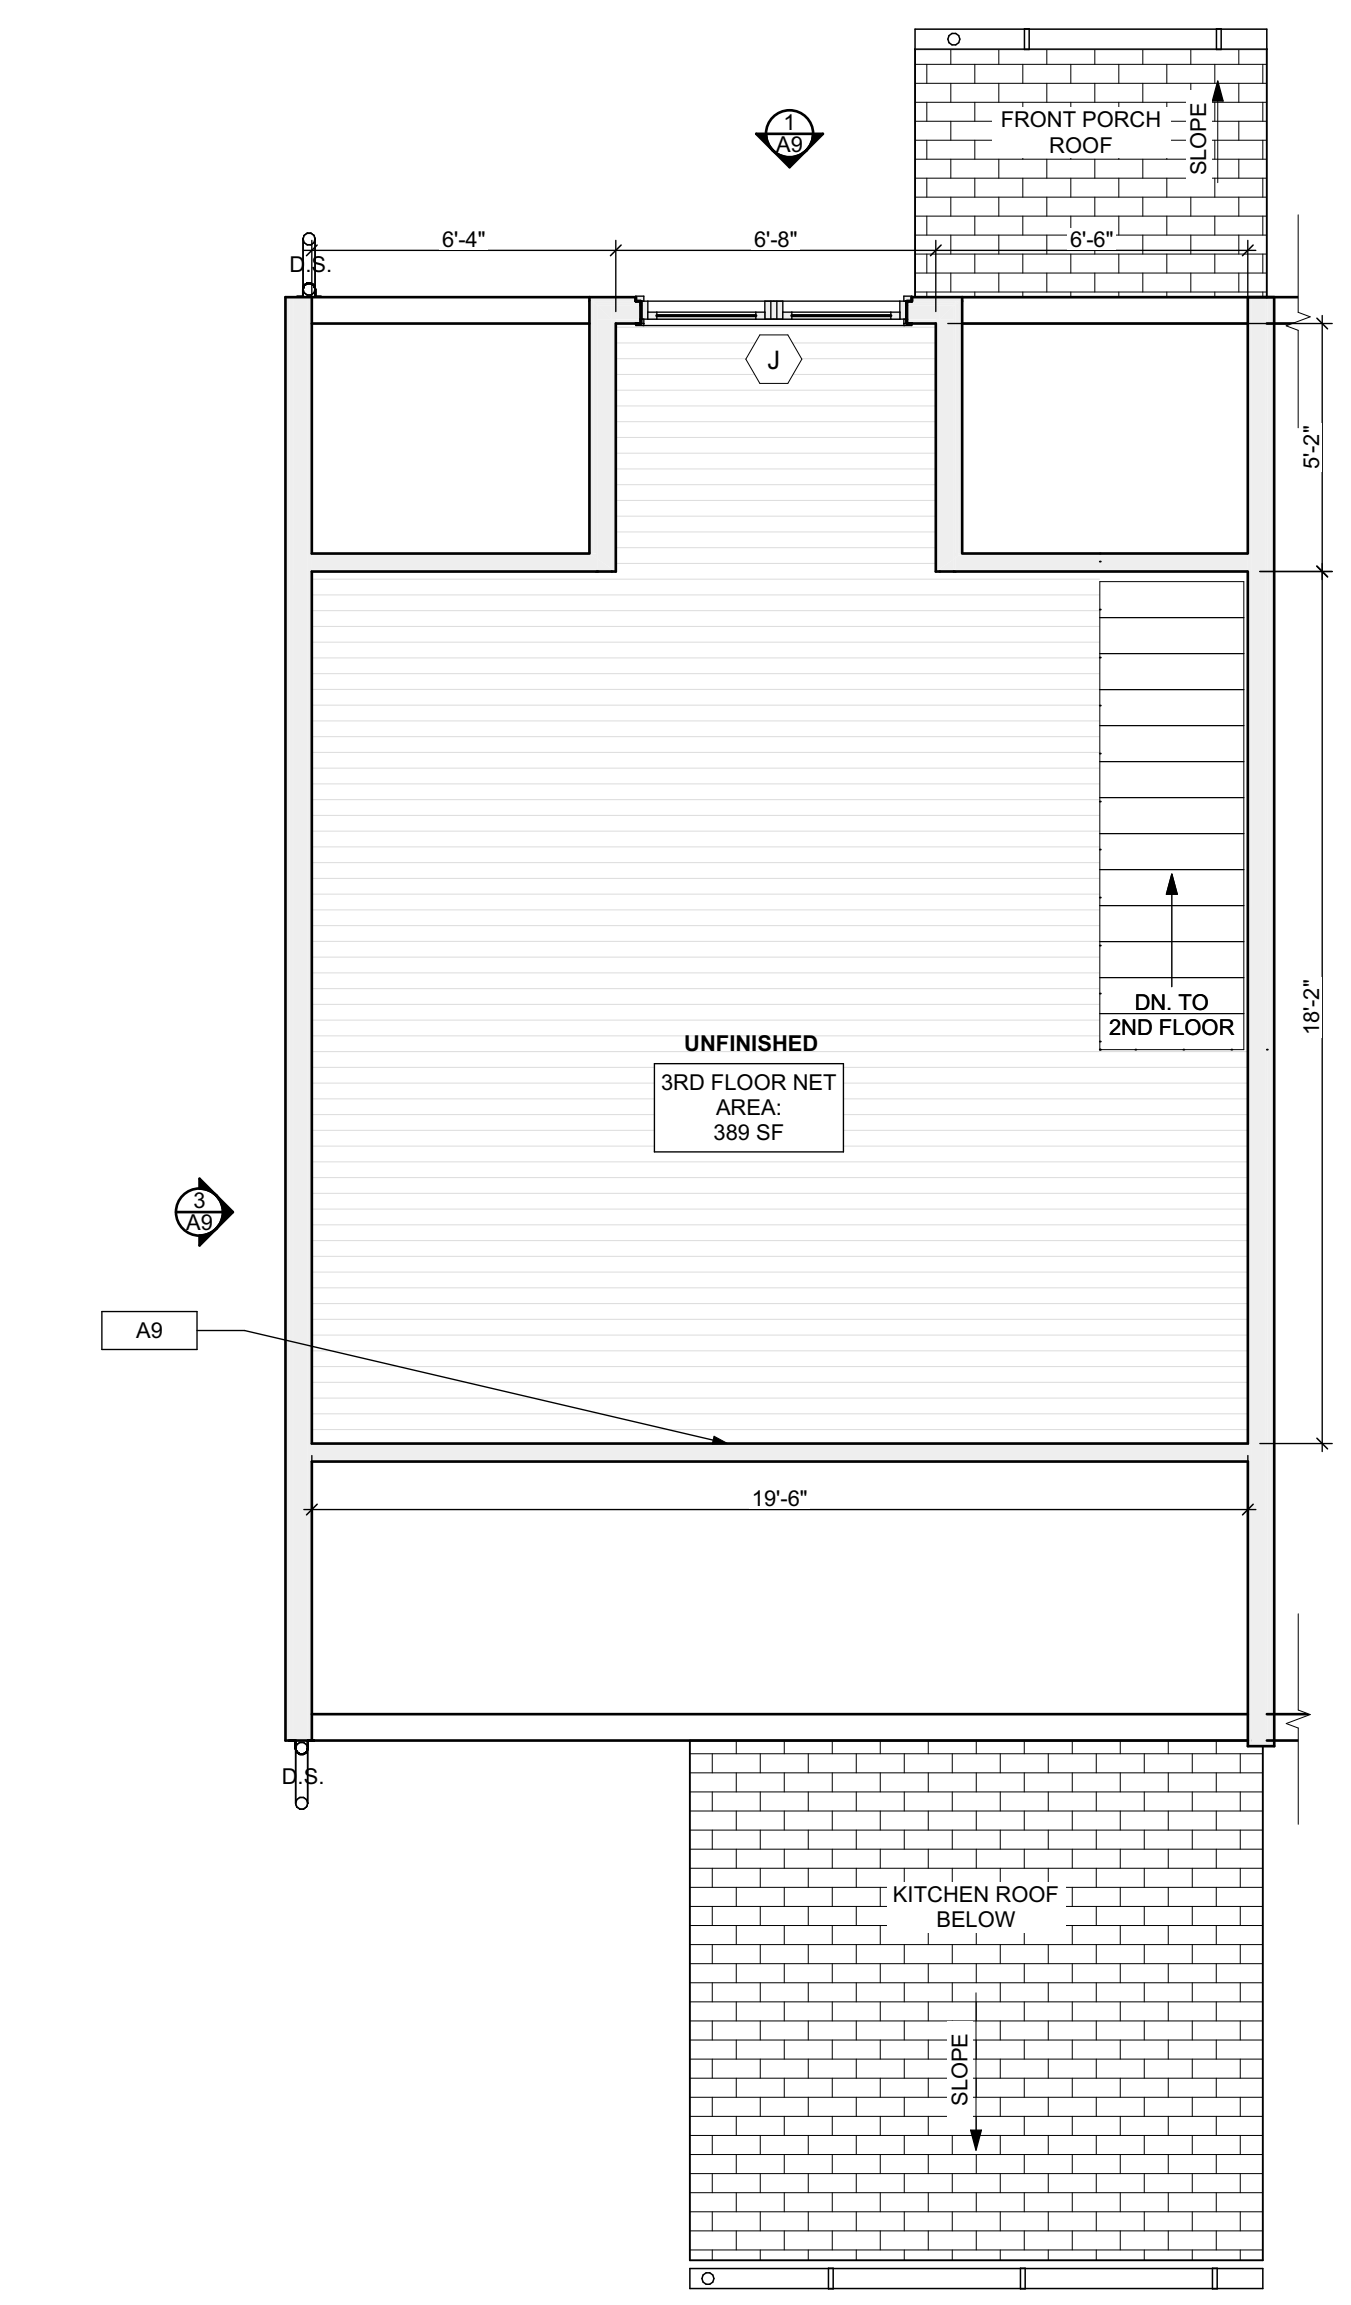 1
A9
FRONT PORCH
ROOF
SLOPE
6'-4"
6'-8"
6'-6"
D.S.
J
5'-2"
DN. TO
2ND FLOOR
18'-2"
UNFINISHED
3RD FLOOR NET
AREA:
389 SF
3
A9
A9
19'-6"
D.S.
KITCHEN ROOF
BELOW
SLOPE